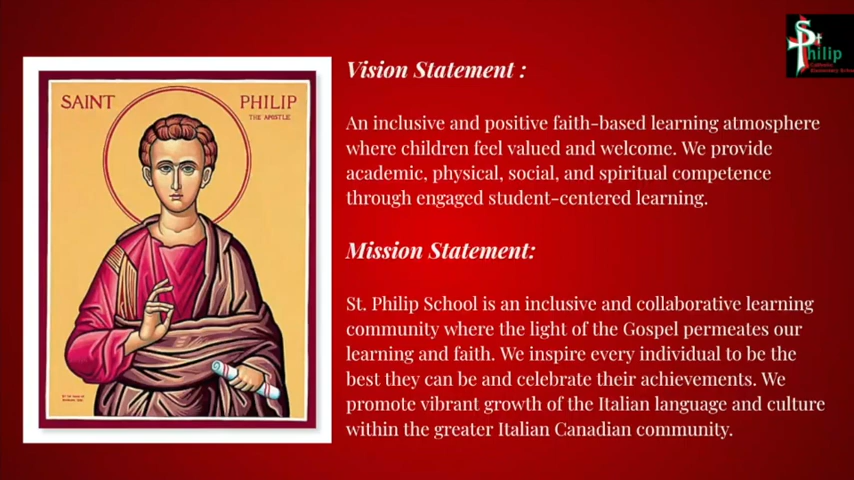 SAINT PHILIP
THE APOSTLE
Vision Statement :
An inclusive and positive faith-based learning atmosphere
where children feel valued and welcome. We provide
academic, physical, social, and spiritual competence
through engaged student-centered learning.
Mission Statement:
St. Philip School is an inclusive and collaborative learning
community where the light of the Gospel permeates our
learning and faith. We inspire every individual to be the
best they can be and celebrate their achievements. We
promote vibrant growth of the Italian language and culture
within the greater Italian Canadian community.
St
Philip
Catholic
Elementary School